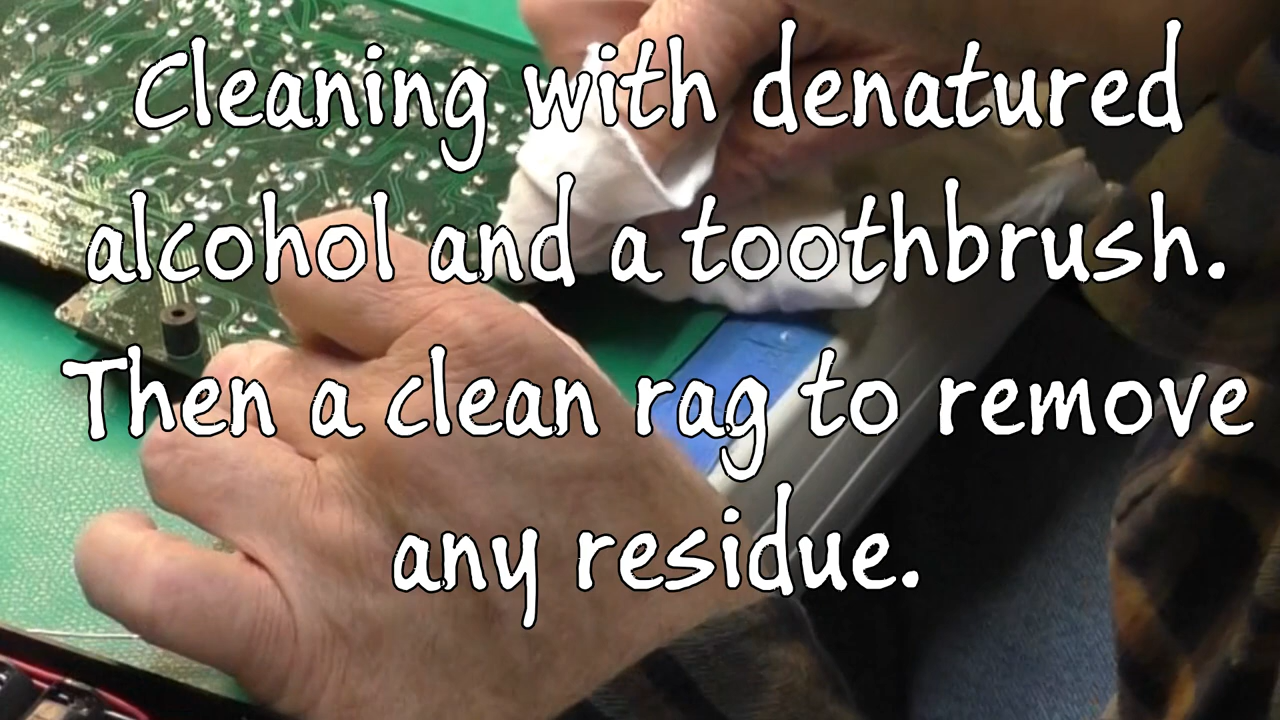 Cleaning with denatured
alcohol and a toothbrush.
Then a clean rag to remove
any residue.